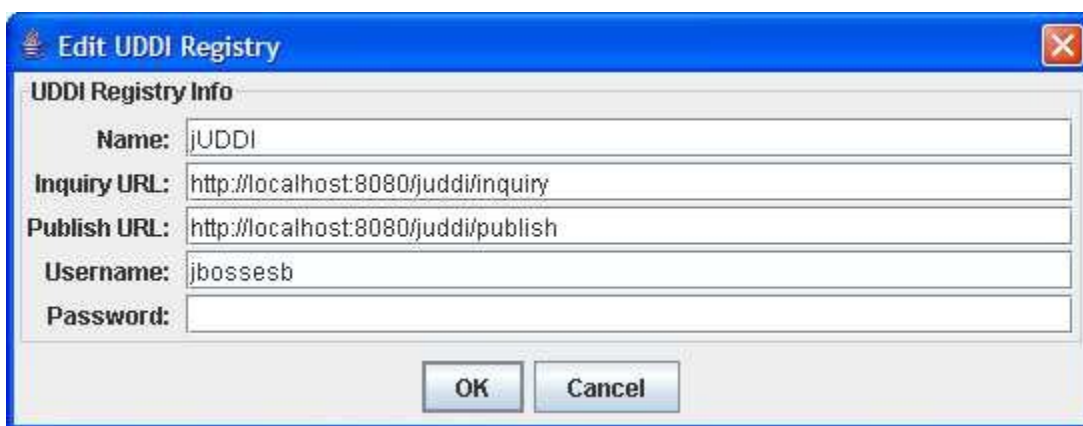 Edit UDDI Registry
UDDI Registry Info
Name: jUDDI
Inquiry URL: http://localhost:8080/juddi/inquiry
Publish URL: http://localhost:8080/juddi/publish
Username: jbossesb
Password:
OK Cancel